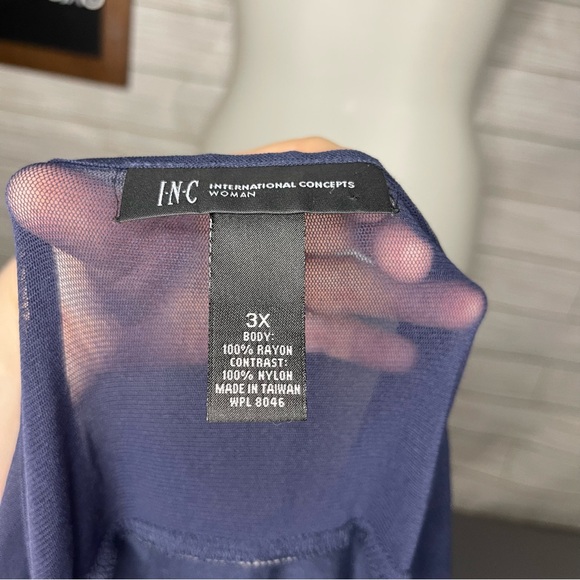 I·N·C INTERNATIONAL CONCEPTS
WOMAN
3X
BODY:
100% RAYON
CONTRAST:
100% NYLON
MADE IN TAIWAN
WPL 8046